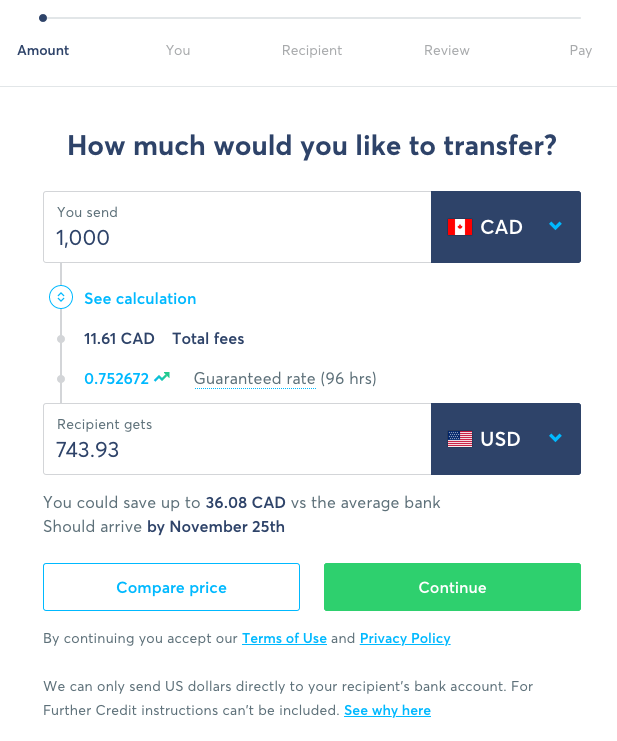 Amount You Recipient Review Pay
How much would you like to transfer?
You send
1,000
CAD
See calculation
11.61 CAD Total fees
0.752672 Guaranteed rate (96 hrs)
Recipient gets
743.93
USD
You could save up to 36.08 CAD vs the average bank
Should arrive by November 25th
Compare price Continue
By continuing you accept our Terms of Use and Privacy Policy
We can only send US dollars directly to your recipient's bank account. For
Further Credit instructions can't be included. See why here